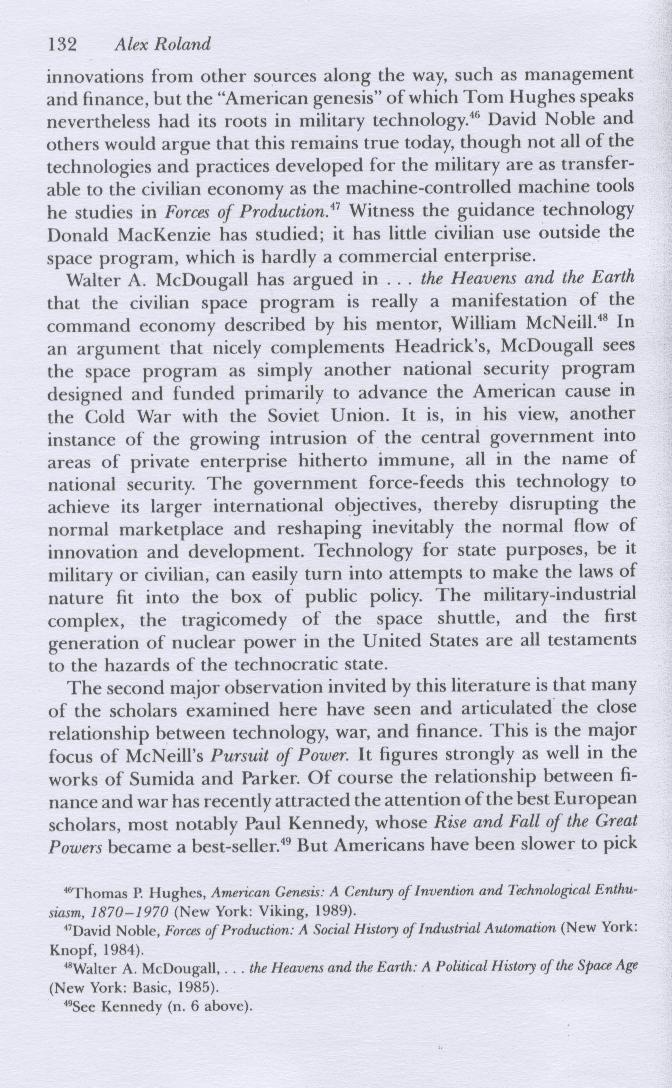 132 Alex Roland
innovations from other sources along the way, such as management
and finance, but the “American genesis” of which Tom Hughes speaks
nevertheless had its roots in military technology.⁴⁶ David Noble and
others would argue that this remains true today, though not all of the
technologies and practices developed for the military are as transfer-
able to the civilian economy as the machine-controlled machine tools
he studies in Forces of Production.⁴⁷ Witness the guidance technology
Donald MacKenzie has studied; it has little civilian use outside the
space program, which is hardly a commercial enterprise.
Walter A. McDougall has argued in . . . the Heavens and the Earth
that the civilian space program is really a manifestation of the
command economy described by his mentor, William McNeill.⁴⁸ In
an argument that nicely complements Headrick’s, McDougall sees
the space program as simply another national security program
designed and funded primarily to advance the American cause in
the Cold War with the Soviet Union. It is, in his view, another
instance of the growing intrusion of the central government into
areas of private enterprise hitherto immune, all in the name of
national security. The government force-feeds this technology to
achieve its larger international objectives, thereby disrupting the
normal marketplace and reshaping inevitably the normal flow of
innovation and development. Technology for state purposes, be it
military or civilian, can easily turn into attempts to make the laws of
nature fit into the box of public policy. The military-industrial
complex, the tragicomedy of the space shuttle, and the first
generation of nuclear power in the United States are all testaments
to the hazards of the technocratic state.
The second major observation invited by this literature is that many
of the scholars examined here have seen and articulated the close
relationship between technology, war, and finance. This is the major
focus of McNeill’s Pursuit of Power. It figures strongly as well in the
works of Sumida and Parker. Of course the relationship between fi-
nance and war has recently attracted the attention of the best European
scholars, most notably Paul Kennedy, whose Rise and Fall of the Great
Powers became a best-seller.⁴⁹ But Americans have been slower to pick
⁴⁶Thomas P. Hughes, American Genesis: A Century of Invention and Technological Enthu-
siasm, 1870–1970 (New York: Viking, 1989).
⁴⁷David Noble, Forces of Production: A Social History of Industrial Automation (New York:
Knopf, 1984).
⁴⁸Walter A. McDougall, . . . the Heavens and the Earth: A Political History of the Space Age
(New York: Basic, 1985).
⁴⁹See Kennedy (n. 6 above).